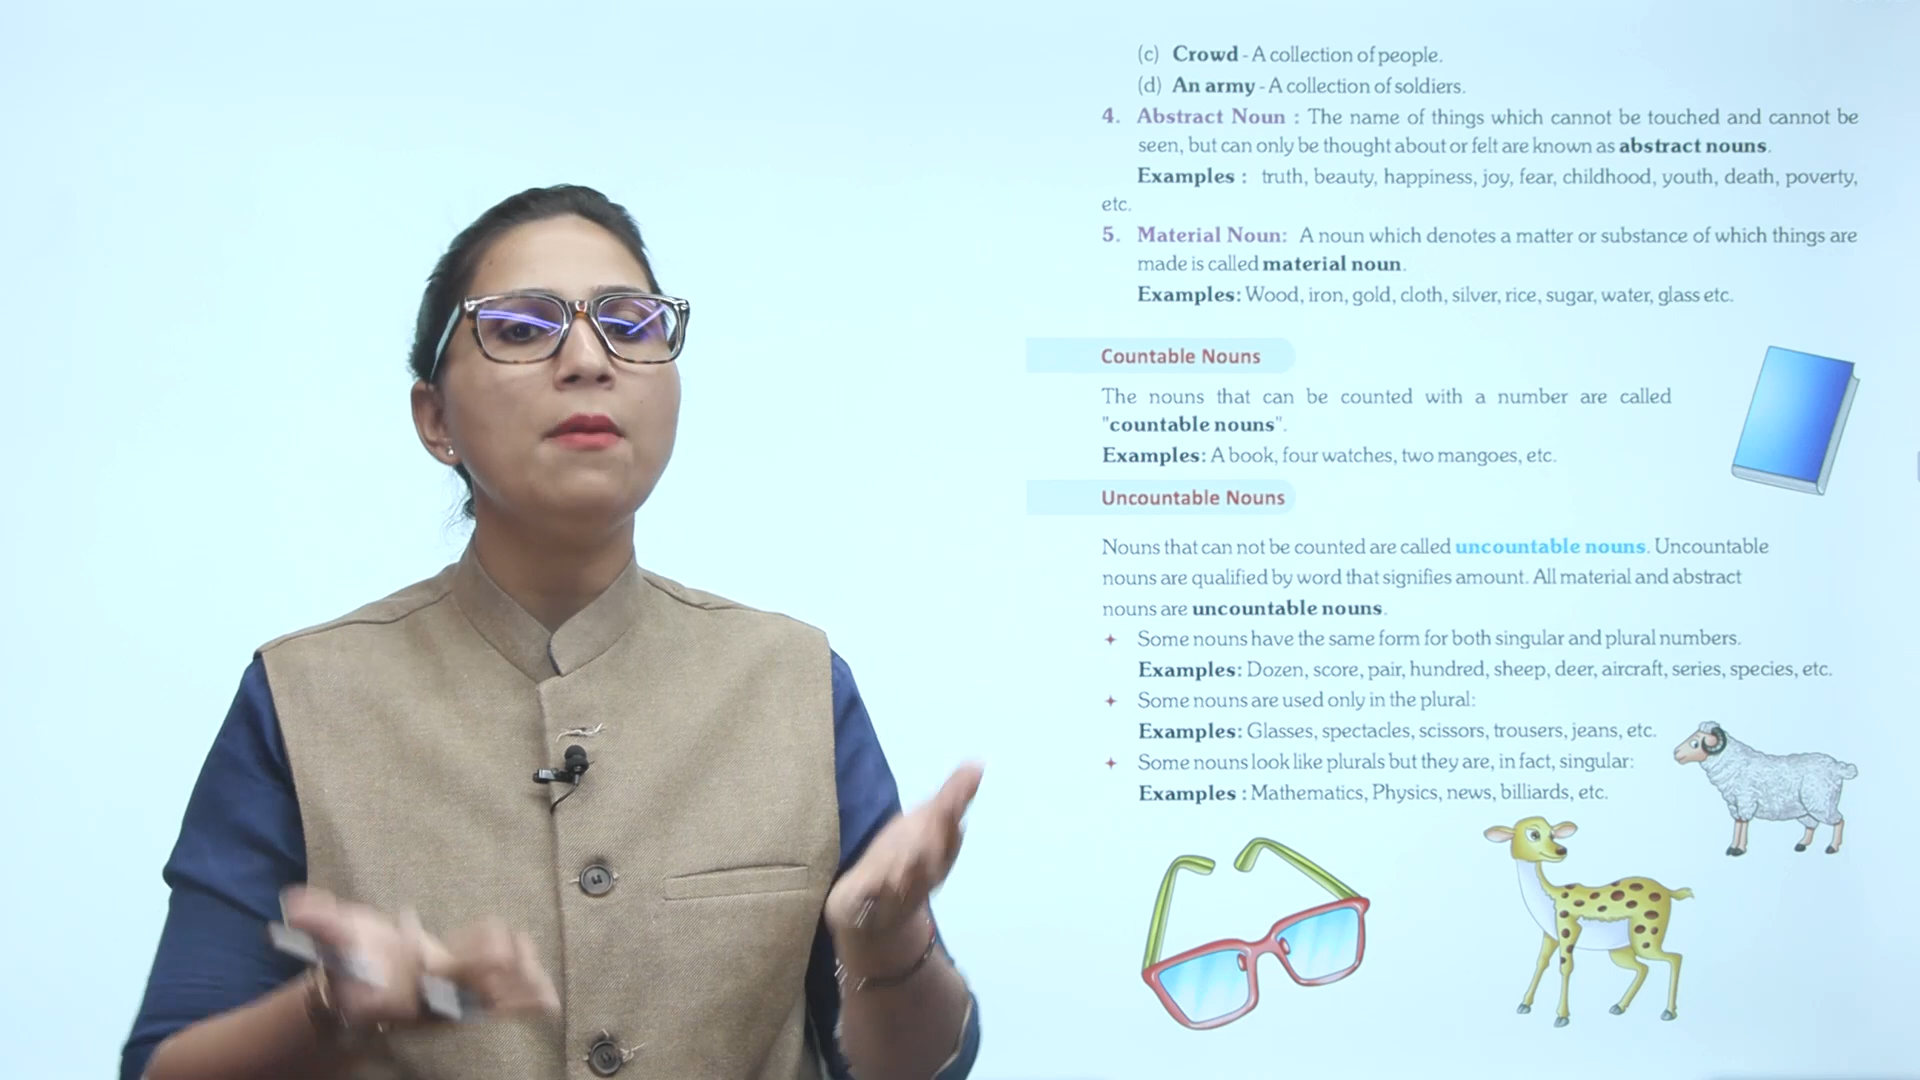 (c) Crowd - A collection of people.
(d) An army - A collection of soldiers.
4. Abstract Noun : The name of things which cannot be touched and cannot be
seen, but can only be thought about or felt are known as abstract nouns.
Examples : truth, beauty, happiness, joy, fear, childhood, youth, death, poverty,
etc.
5. Material Noun: A noun which denotes a matter or substance of which things are
made is called material noun.
Examples: Wood, iron, gold, cloth, silver, rice, sugar, water, glass etc.
Countable Nouns
The nouns that can be counted with a number are called
"countable nouns".
Examples: A book, four watches, two mangoes, etc.
Uncountable Nouns
Nouns that can not be counted are called uncountable nouns. Uncountable
nouns are qualified by word that signifies amount. All material and abstract
nouns are uncountable nouns.
Some nouns have the same form for both singular and plural numbers.
Examples: Dozen, score, pair, hundred, sheep, deer, aircraft, series, species, etc.
Some nouns are used only in the plural:
Examples: Glasses, spectacles, scissors, trousers, jeans, etc.
Some nouns look like plurals but they are, in fact, singular:
Examples : Mathematics, Physics, news, billiards, etc.